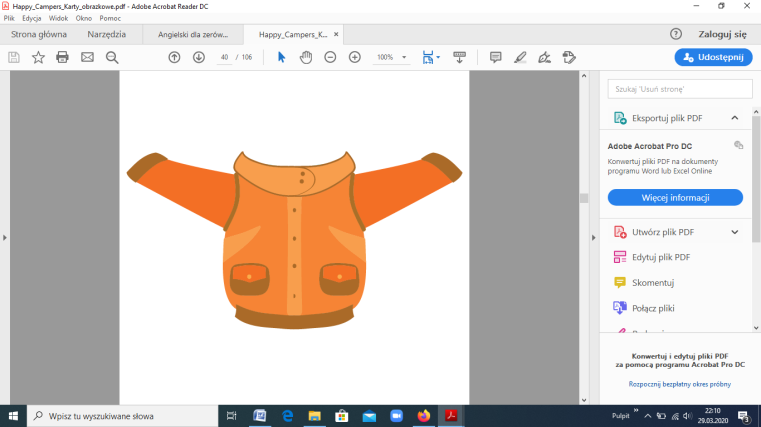 Happy_Campers_Karty_obrazkowe.pdf - Adobe Acrobat Reader DC
Plik Edycja Widok Okno Pomoc
Strona główna Narzędzia Angielski dla zerów... Happy_Campers_K... × Zaloguj się
40 / 106 100% Udostępnij
Szukaj 'Usuń stronę'
Eksportuj plik PDF
Adobe Acrobat Pro DC
Konwertuj pliki PDF na dokumenty
programu Word lub Excel Online
Więcej informacji
Utwórz plik PDF
Edytuj plik PDF
Skomentuj
Połącz pliki
Konwertuj i edytuj pliki PDF
za pomocą programu Acrobat Pro DC
Rozpocznij bezpłatny okres próbny
Wpisz tu wyszukiwane słowa
Pulpit
22:10
29.03.2020
3